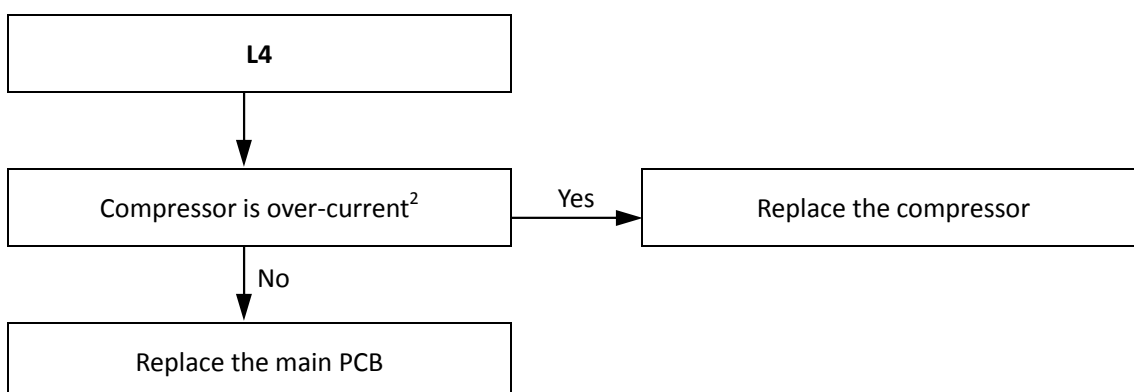 L4
Compressor is over-current²
Yes
Replace the compressor
No
Replace the main PCB